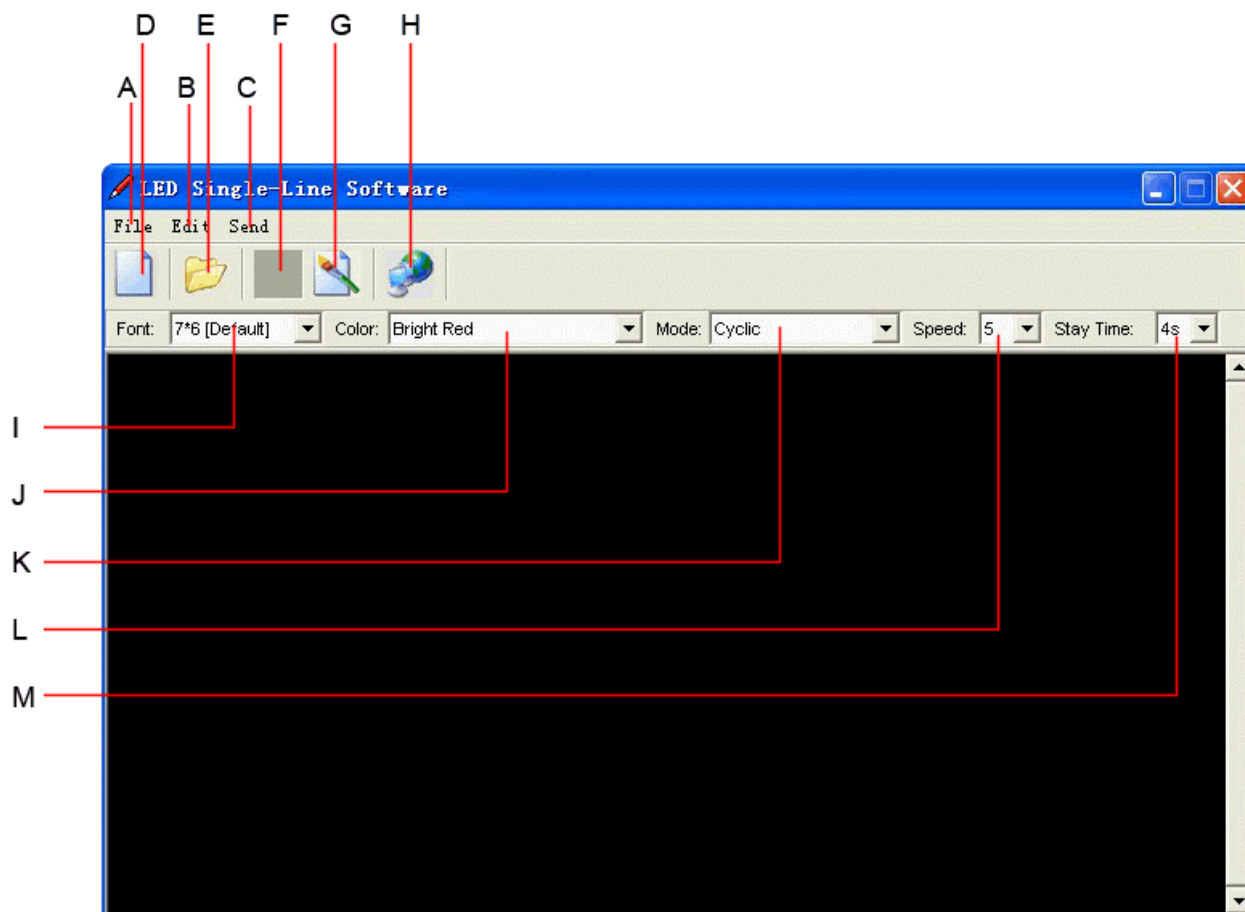 D E F G H
A B C
LED Single-Line Software
File Edit Send
Font: 7*6 [Default] Color: Bright Red Mode: Cyclic Speed: 5 Stay Time: 4s
I
J
K
L
M